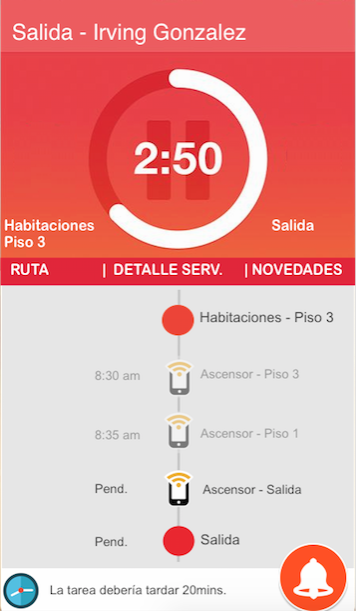 Salida - Irving Gonzalez
2:50
Habitaciones
Piso 3
Salida
RUTA | DETALLE SERV. | NOVEDADES
Habitaciones - Piso 3
8:30 am Ascensor - Piso 3
8:35 am Ascensor - Piso 1
Pend. Ascensor - Salida
Pend. Salida
La tarea debería tardar 20mins.